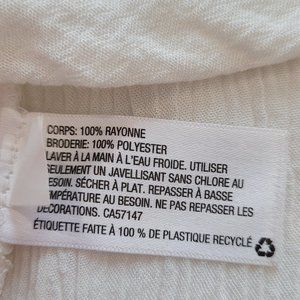 CORPS: 100% RAYONNE
BRODERIE: 100% POLYESTER
LAVER À LA MAIN À L'EAU FROIDE. UTILISER
SEULEMENT UN JAVELLISANT SANS CHLORE AU
BESOIN. SÉCHER À PLAT. REPASSER À BASSE
TEMPÉRATURE AU BESOIN. NE PAS REPASSER LES
DÉCORATIONS. CA57147
ÉTIQUETTE FAITE À 100 % DE PLASTIQUE RECYCLÉ